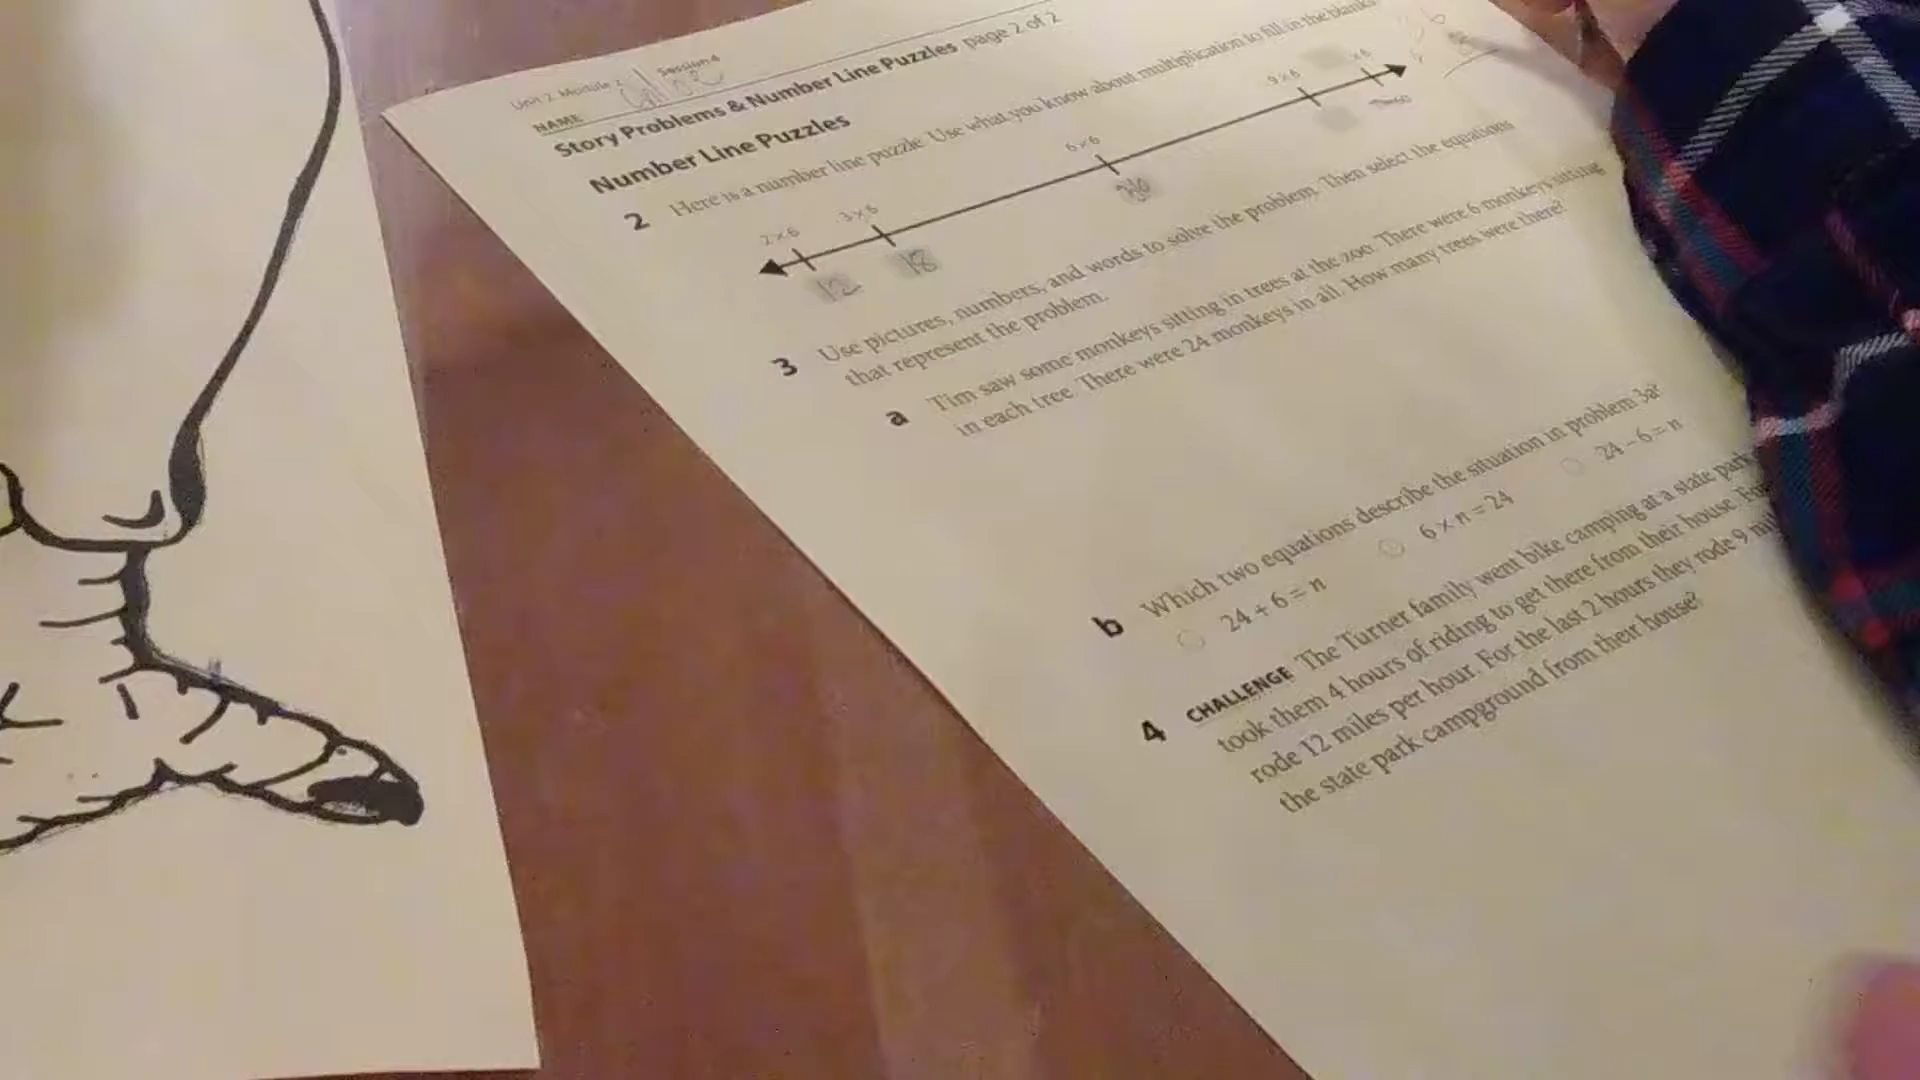 Unit 2 Module 2 Session 4
NAME
Story Problems & Number Line Puzzles page 2 of 2
Number Line Puzzles
2 Here is a number line puzzle. Use what you know about multiplication to fill in the blanks
2 × 6 3 × 6 6 × 6 9 × 6 × 6
12 18 36 60
3 Use pictures, numbers, and words to solve the problem. Then select the equations
that represent the problem.
a Tim saw some monkeys sitting in trees at the zoo. There were 6 monkeys sitting
in each tree. There were 24 monkeys in all. How many trees were there?
b Which two equations describe the situation in problem 3a?
24 + 6 = n 6 × n = 24 24 – 6 = n
4 CHALLENGE The Turner family went bike camping at a state park
took them 4 hours of riding to get there from their house. For
rode 12 miles per hour. For the last 2 hours they rode 9
the state park campground from their house?